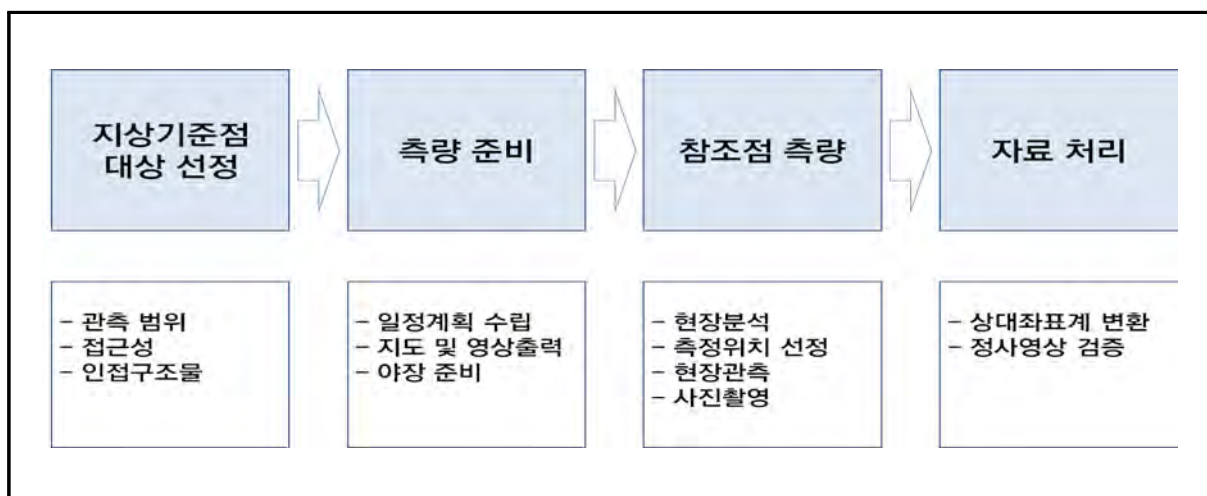 지상기준점
대상 선정
측량 준비
참조점 측량
자료 처리
– 관측 범위
– 접근성
– 인접구조물
– 일정계획 수립
– 지도 및 영상출력
– 야장 준비
– 현장분석
– 측정위치 선정
– 현장관측
– 사진촬영
– 상대좌표계 변환
– 정사영상 검증